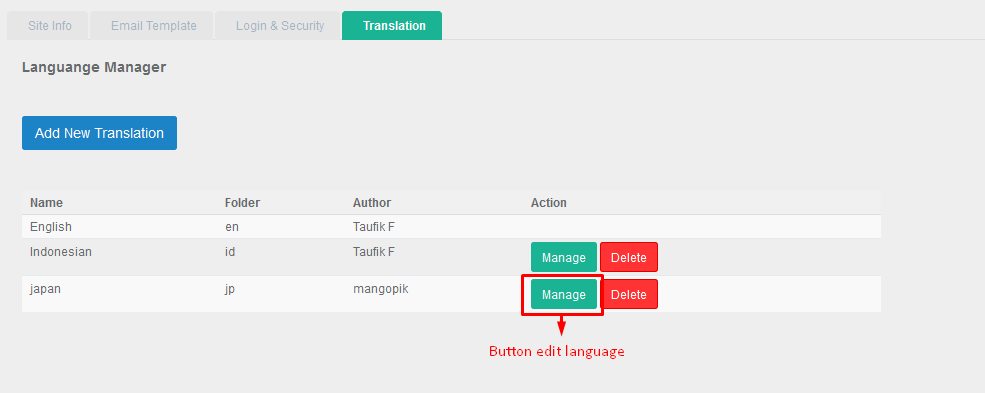 Site Info Email Template Login & Security Translation
Languange Manager
Add New Translation
Name Folder Author Action
English en Taufik F
Indonesian id Taufik F Manage Delete
japan jp mangopik Manage Delete
Button edit language